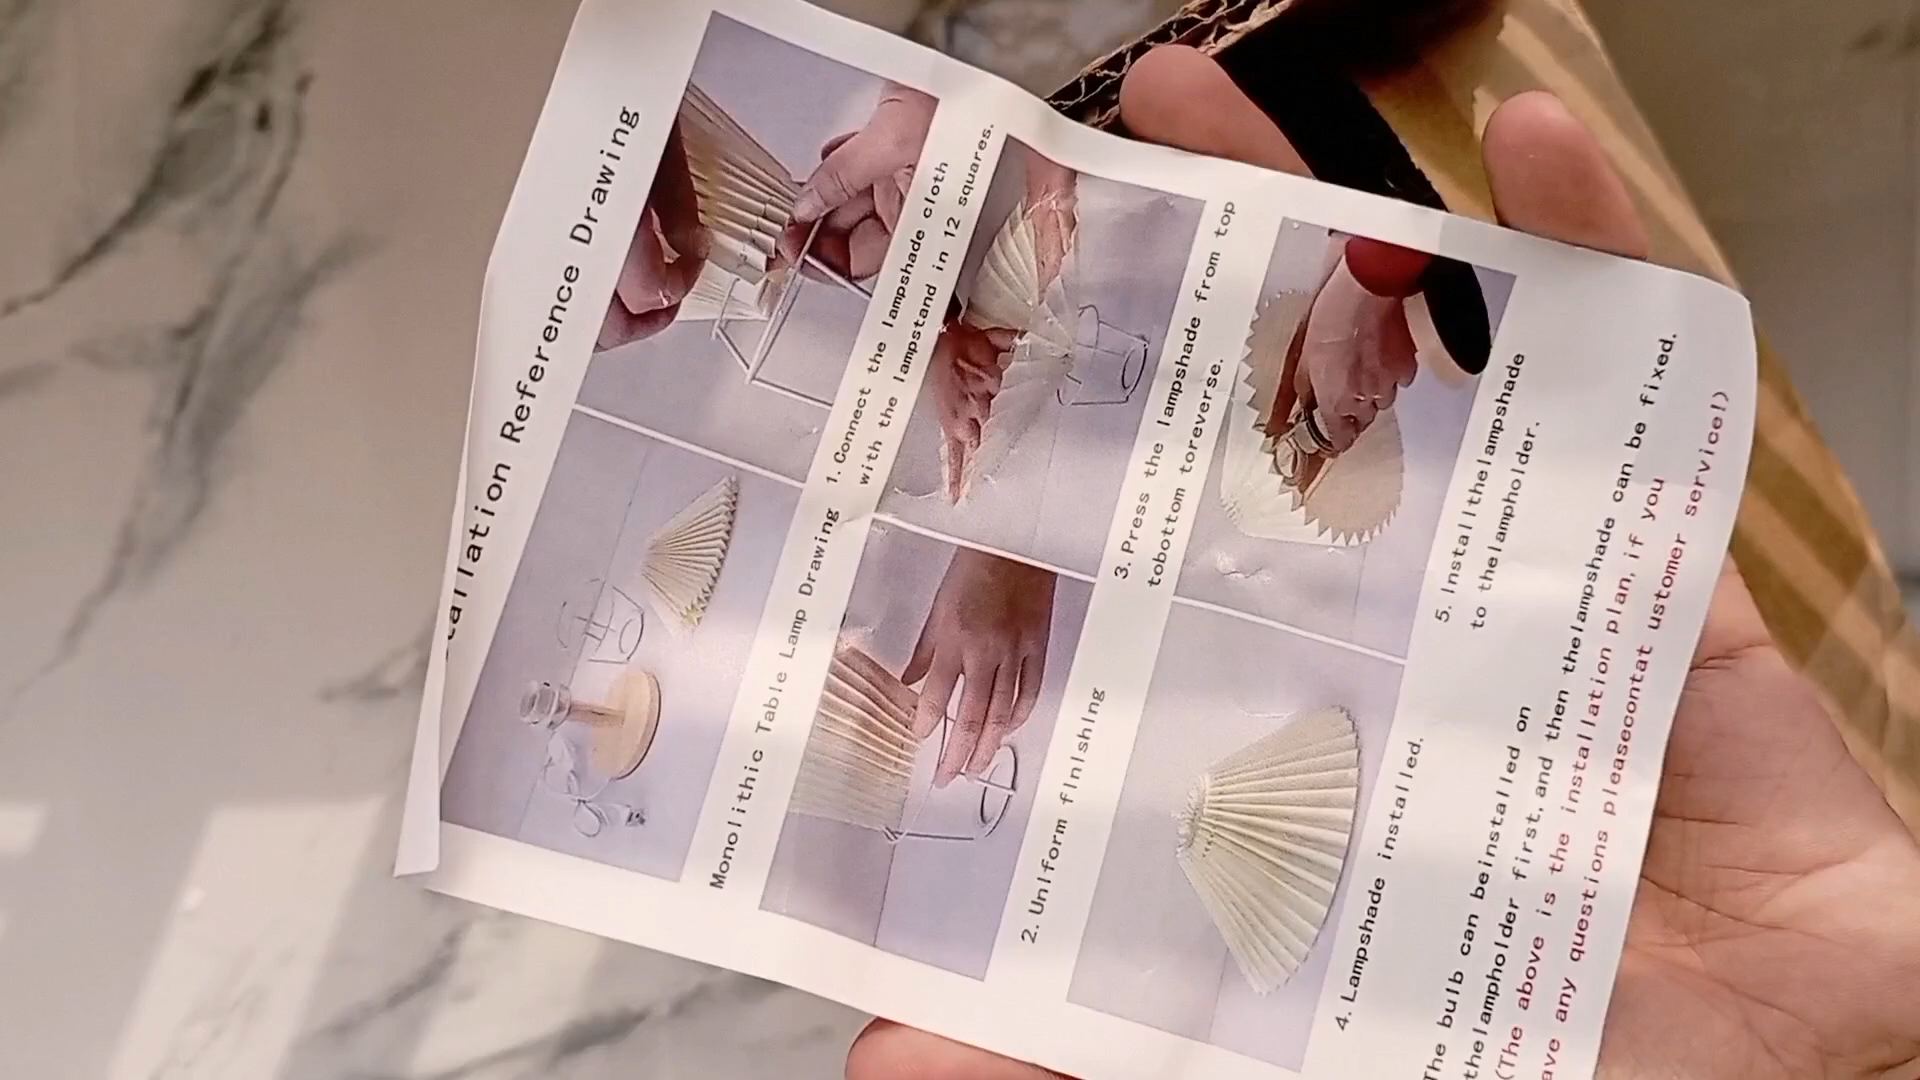 tallation Reference Drawing
Monolithic Table Lamp Drawing
1. Connect the lampshade cloth
with the lampstand in 12 squares.
2. Uniform finishing
3. Press the lampshade from top
tobottom toreverse.
4. Lampshade installed.
5. Installthelampshade
to thelampholder.
The bulb can beinstalled on
thelampholder first,and then thelampshade can be fixed.
(The above is the installation plan, if you
ave any questions pleasecontat ustomer service!)